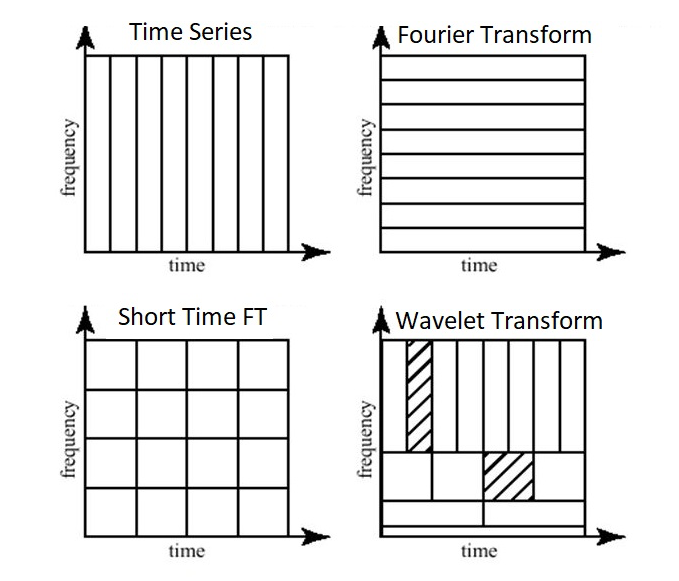 Time Series
frequency
time
Fourier Transform
frequency
time
Short Time FT
frequency
time
Wavelet Transform
frequency
time